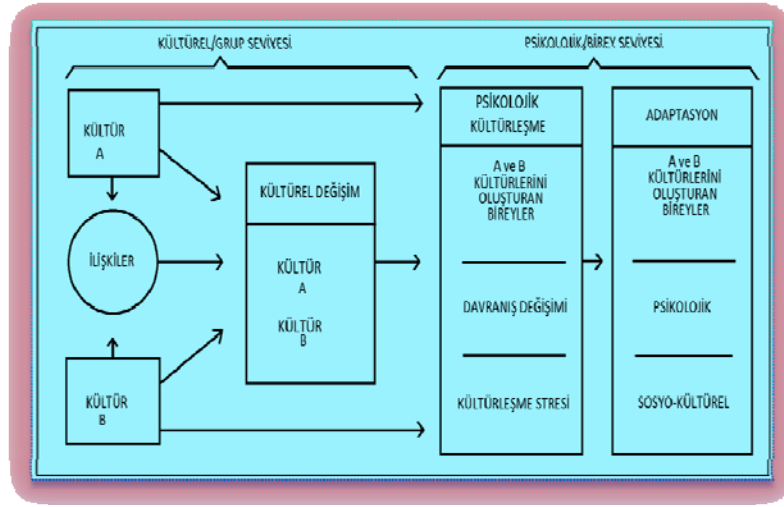 KÜLTÜREL/GRUP SEVİYESİ
PSİKOLOJİK/BİREY SEVİYESİ
KÜLTÜR
A
İLİŞKİLER
KÜLTÜR
B
KÜLTÜREL DEĞİŞİM
KÜLTÜR
A
KÜLTÜR
B
PSİKOLOJİK
KÜLTÜRLEŞME
A ve B
KÜLTÜRLERİNİ
OLUŞTURAN
BİREYLER
DAVRANIŞ DEĞİŞİMİ
KÜLTÜRLEŞME STRESİ
ADAPTASYON
A ve B
KÜLTÜRLERİNİ
OLUŞTURAN
BİREYLER
PSİKOLOJİK
SOSYO-KÜLTÜREL